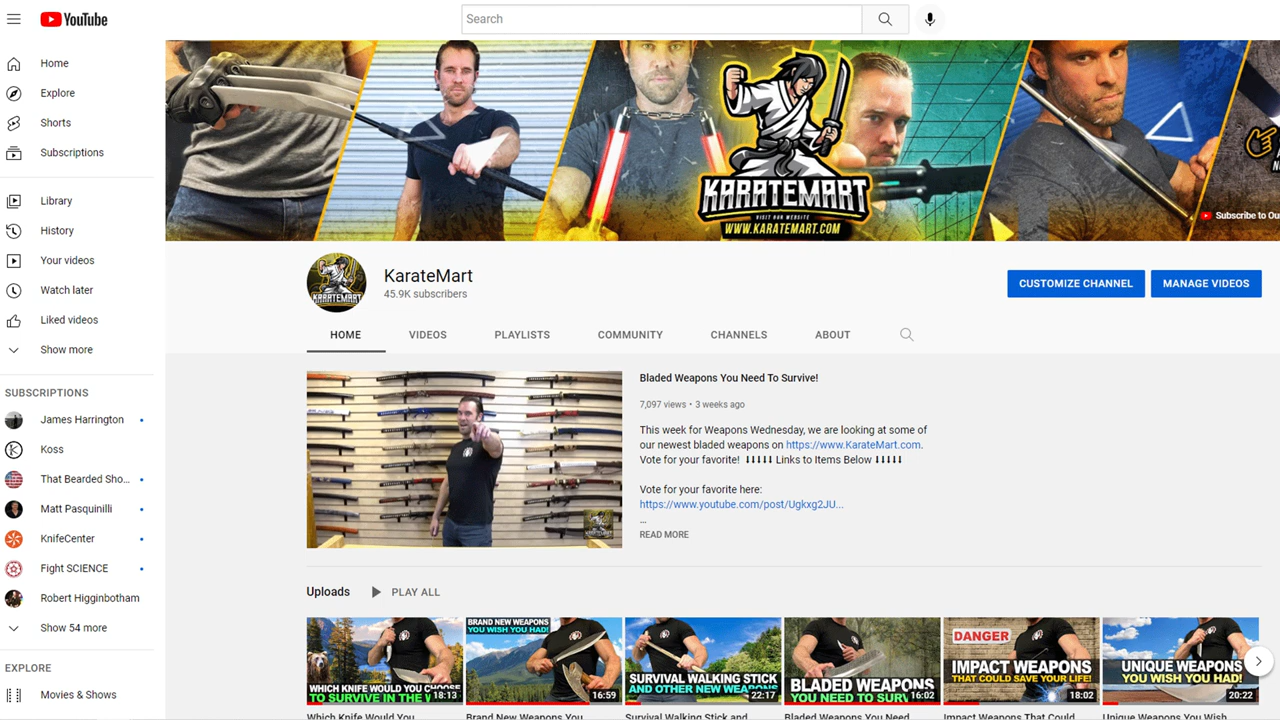 YouTube
Search
Home
Explore
Shorts
Subscriptions
Library
History
Your videos
Watch later
Liked videos
Show more
SUBSCRIPTIONS
James Harrington
Koss
That Bearded Sho...
Matt Pasquinilli
KnifeCenter
Fight SCIENCE
Robert Higginbotham
Show 54 more
EXPLORE
Movies & Shows
KARATEMART
VISIT OUR WEBSITE
WWW.KARATEMART.COM
Subscribe to Ou
KARATEMART
KarateMart
45.9K subscribers
CUSTOMIZE CHANNEL
MANAGE VIDEOS
HOME
VIDEOS
PLAYLISTS
COMMUNITY
CHANNELS
ABOUT
Bladed Weapons You Need To Survive!
7,097 views • 3 weeks ago
This week for Weapons Wednesday, we are looking at some of
our newest bladed weapons on https://www.KarateMart.com.
Vote for your favorite! ⬇⬇⬇⬇⬇ Links to Items Below ⬇⬇⬇⬇⬇
Vote for your favorite here:
https://www.youtube.com/post/Ugkxg2JU...
...
READ MORE
Uploads
PLAY ALL
WHICH KNIFE WOULD YOU CHOOSE
TO SURVIVE IN THE W
18:13
BRAND NEW WEAPONS
YOU WISH YOU HAD!
16:59
SURVIVAL WALKING STICK
AND OTHER NEW WEAPONS
22:17
BLADED WEAPONS
YOU NEED TO SURV
16:02
DANGER
IMPACT WEAPONS
THAT COULD SAVE YOUR LIFE!
18:02
UNIQUE WEAPONS
YOU WISH YOU HAD!
20:22
Which Knife Would You
Brand New Weapons You
Survival Walking Stick and
Bladed Weapons You Need
Impact Weapons That Could
Unique Weapons You Wish